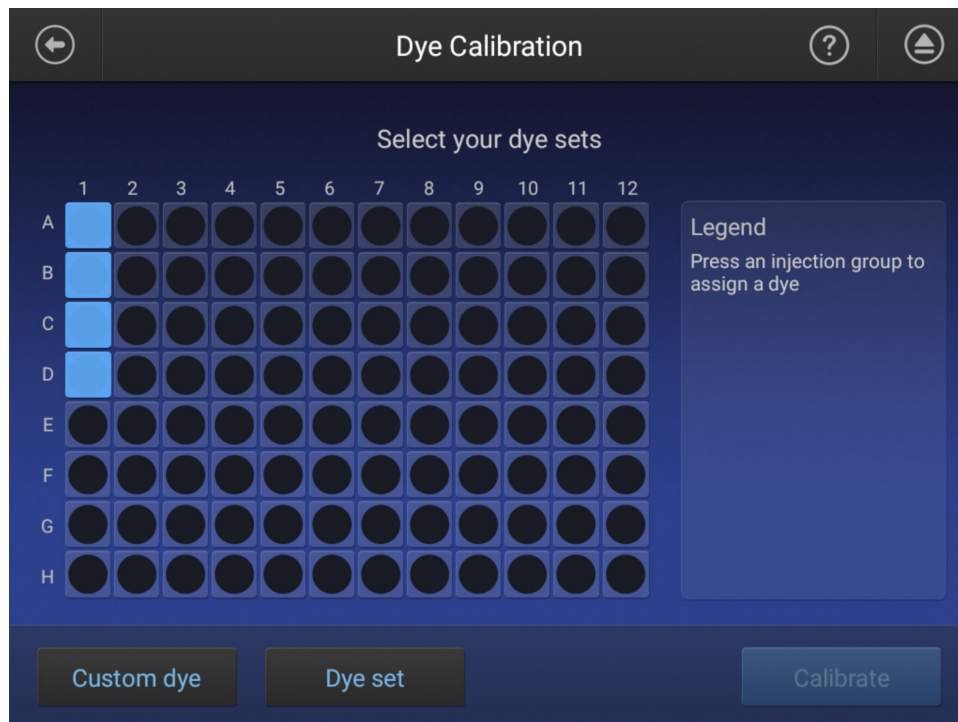 Dye Calibration
?
Select your dye sets
1 2 3 4 5 6 7 8 9 10 11 12
A
B
C
D
E
F
G
H
Legend
Press an injection group to
assign a dye
Custom dye
Dye set
Calibrate